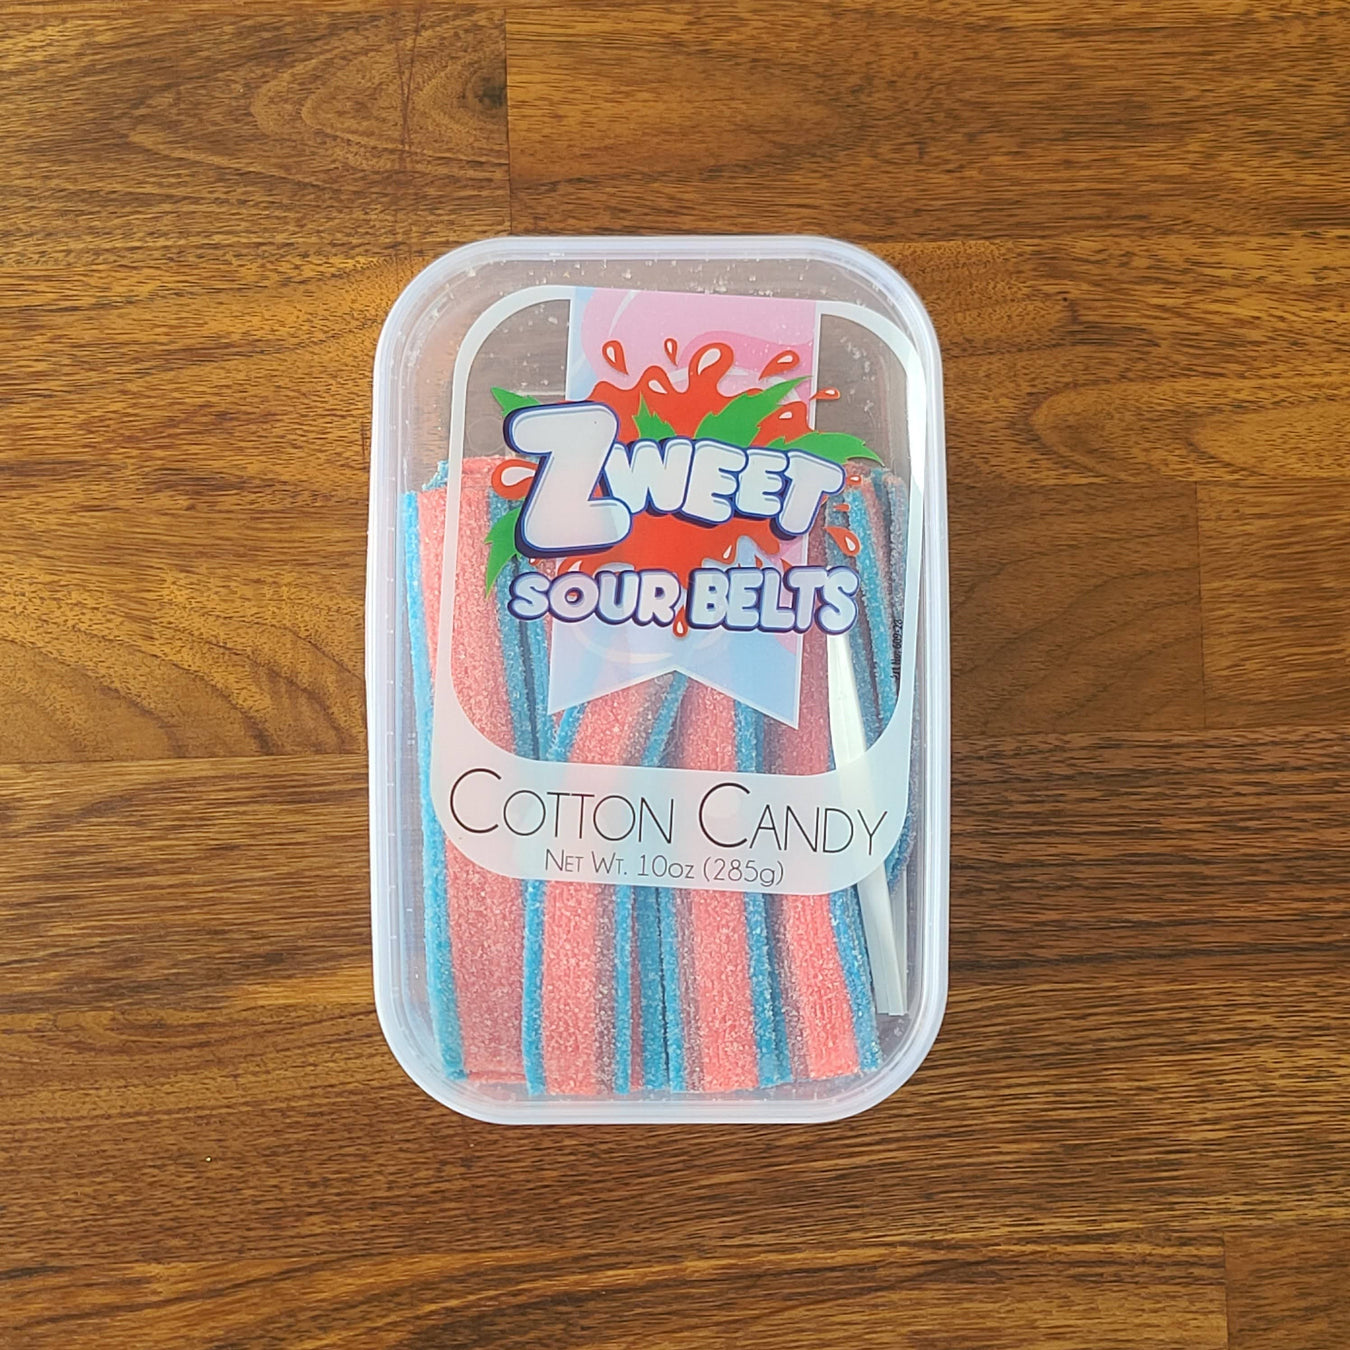 Zweet
Sour Belts
Cotton Candy
Net Wt. 10oz (285g)